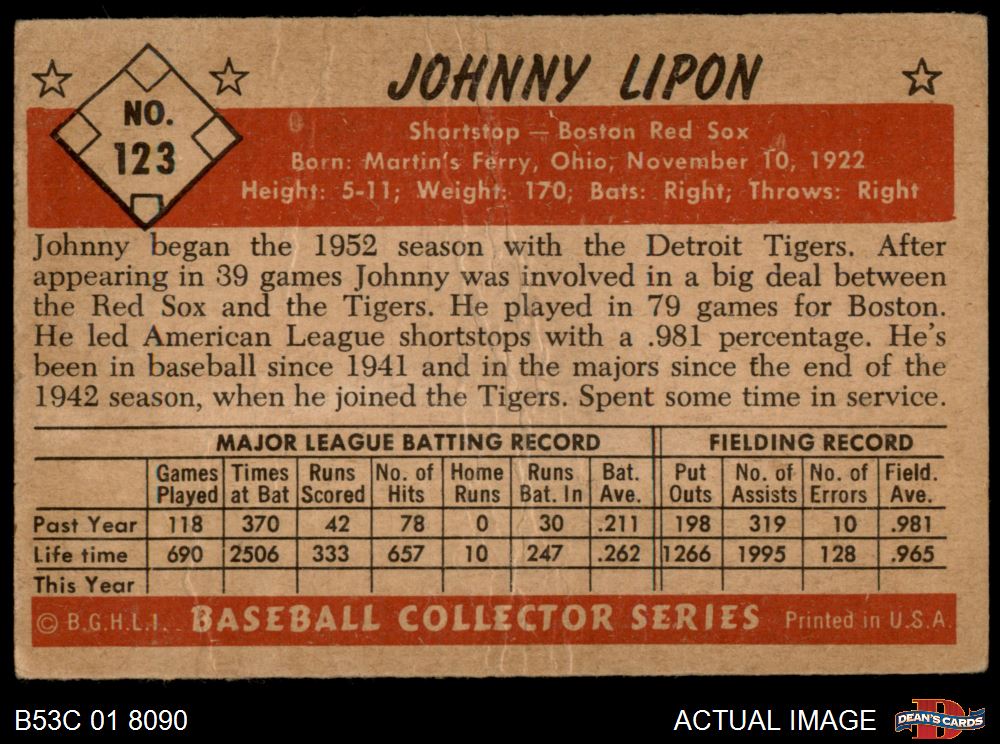 JOHNNY LIPON
NO.
123
Shortstop — Boston Red Sox
Born: Martin's Ferry, Ohio, November 10, 1922
Height: 5-11; Weight: 170; Bats: Right; Throws: Right
Johnny began the 1952 season with the Detroit Tigers. After
appearing in 39 games Johnny was involved in a big deal between
the Red Sox and the Tigers. He played in 79 games for Boston.
He led American League shortstops with a .981 percentage. He's
been in baseball since 1941 and in the majors since the end of the
1942 season, when he joined the Tigers. Spent some time in service.
MAJOR LEAGUE BATTING RECORD FIELDING RECORD
Games Times Runs No. of Home Runs Bat. Put No. of No. of Field.
Played at Bat Scored Hits Runs Bat. In Ave. Outs Assists Errors Ave.
Past Year 118 370 42 78 0 30 .211 198 319 10 .981
Life time 690 2506 333 657 10 247 .262 1266 1995 128 .965
This Year
© B.G.H.L.I. BASEBALL COLLECTOR SERIES Printed in U.S.A.
B53C 01 8090 ACTUAL IMAGE DEAN'S CARDS